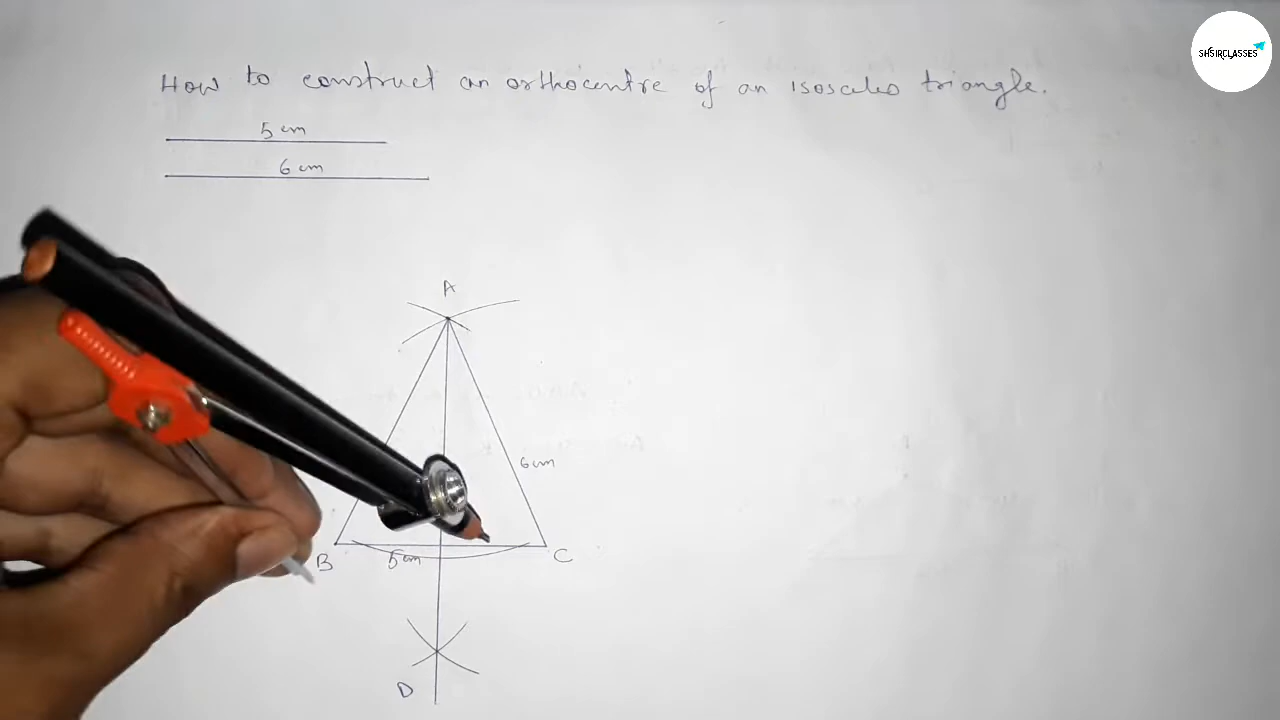 SHSIRCLASSES
How to construct an orthocentre of an isosceles triangle.
5 cm
6 cm
A
6 cm
B
5 cm
C
D